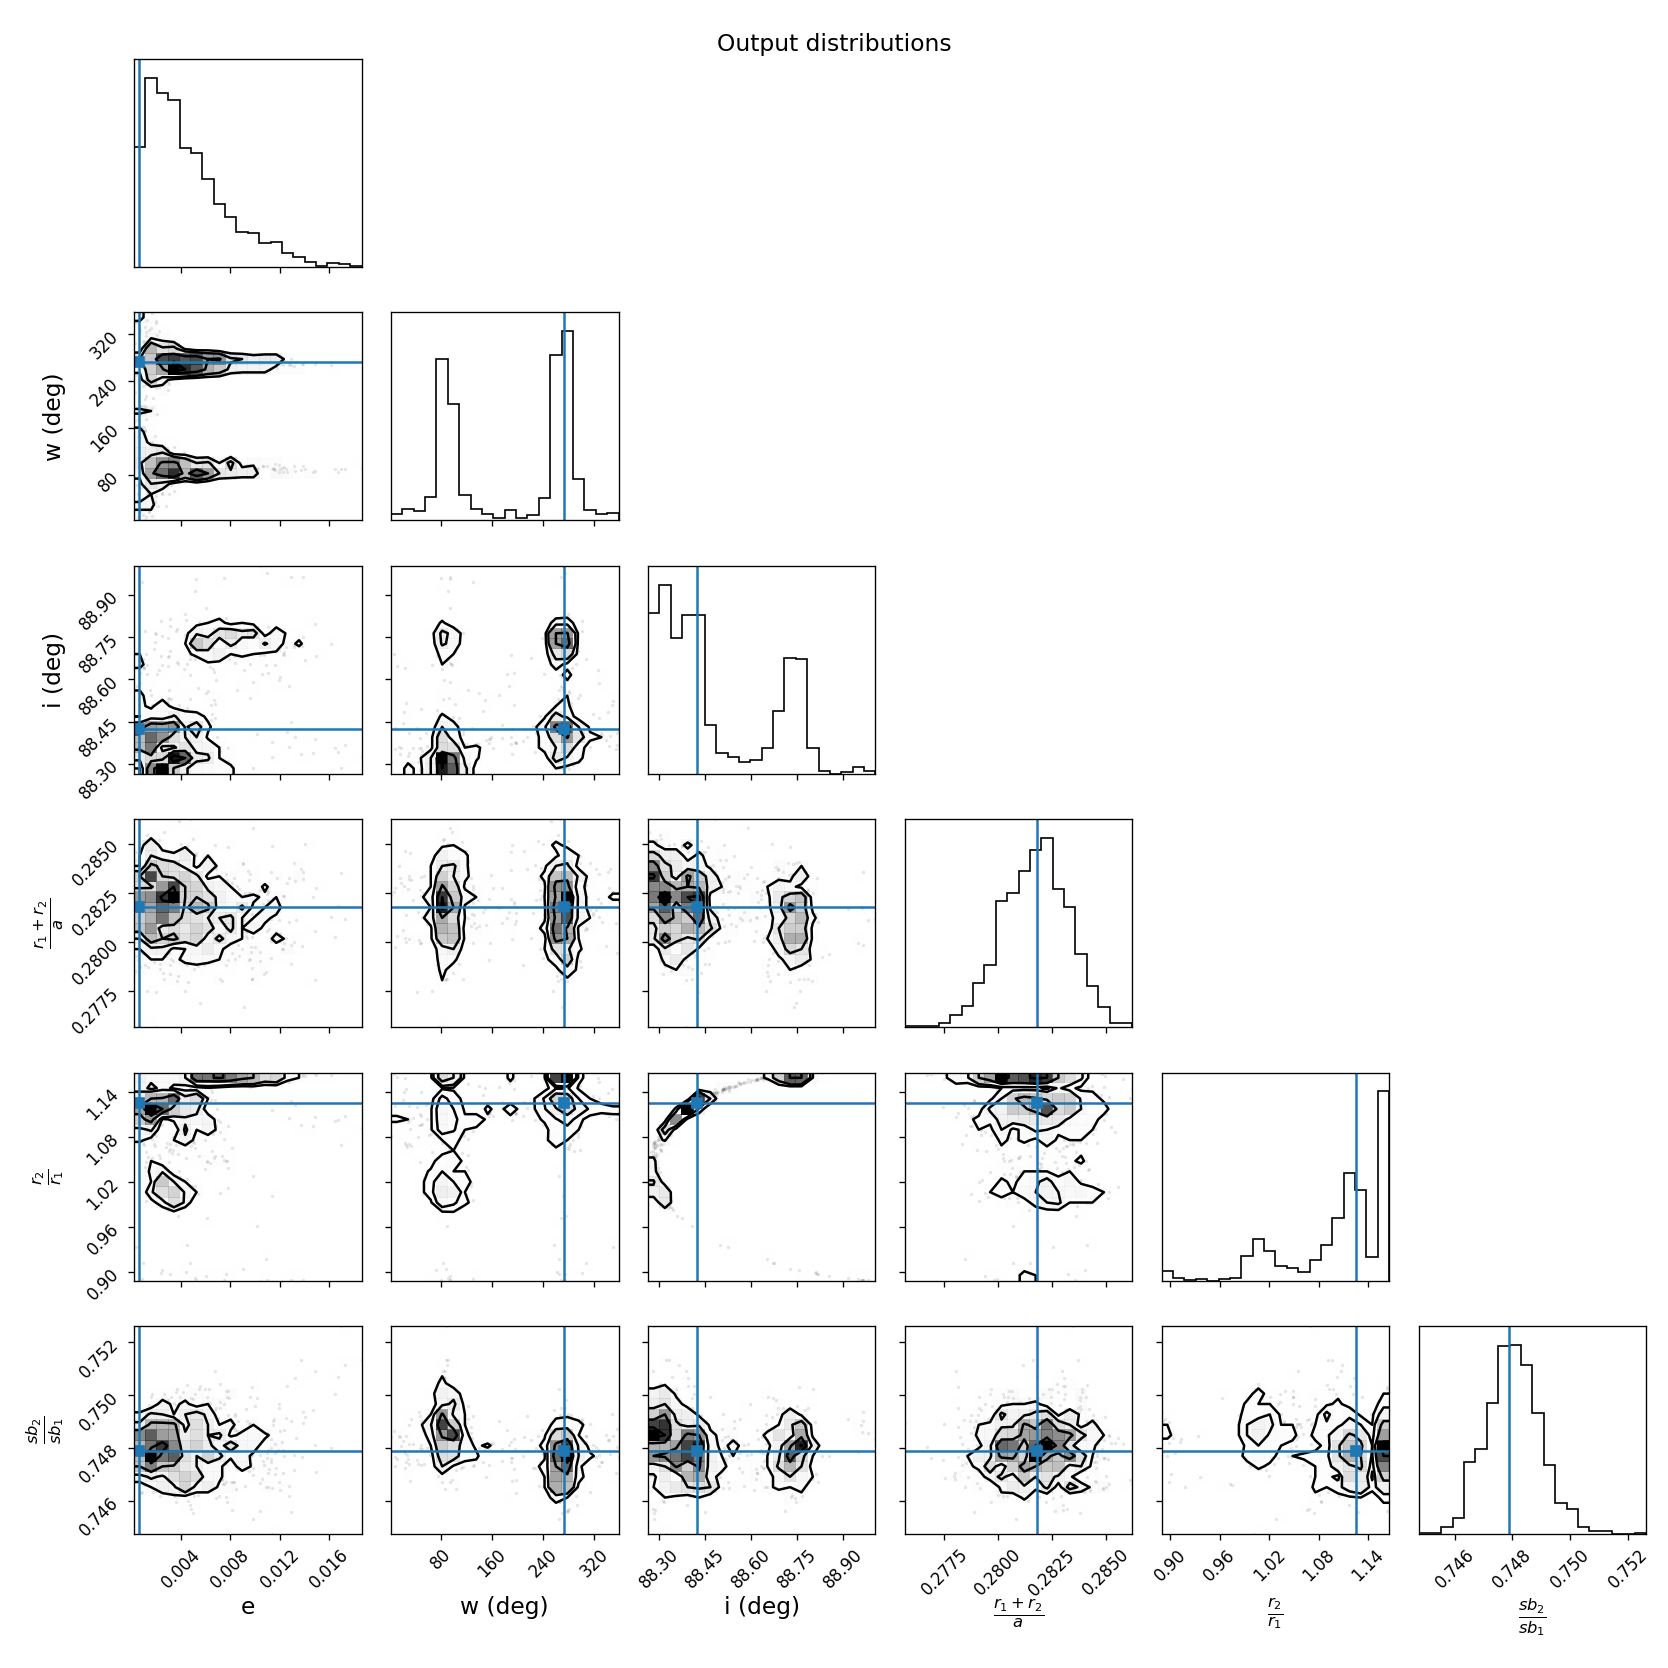 Output distributions
w (deg)
320
240
160
80
i (deg)
88.90
88.75
88.60
88.45
88.30
r₁ + r₂
a
0.2850
0.2825
0.2800
0.2775
r₂
r₁
1.14
1.08
1.02
0.96
0.90
sb₂
sb₁
0.752
0.750
0.748
0.746
0.004 0.008 0.012 0.016 80 160 240 320 88.30 88.45 88.60 88.75 88.90 0.2775 0.2800 0.2825 0.2850 0.90 0.96 1.02 1.08 1.14 0.746 0.748 0.750 0.752
e w (deg) i (deg) r₁ + r₂ r₂ sb₂
a r₁ sb₁